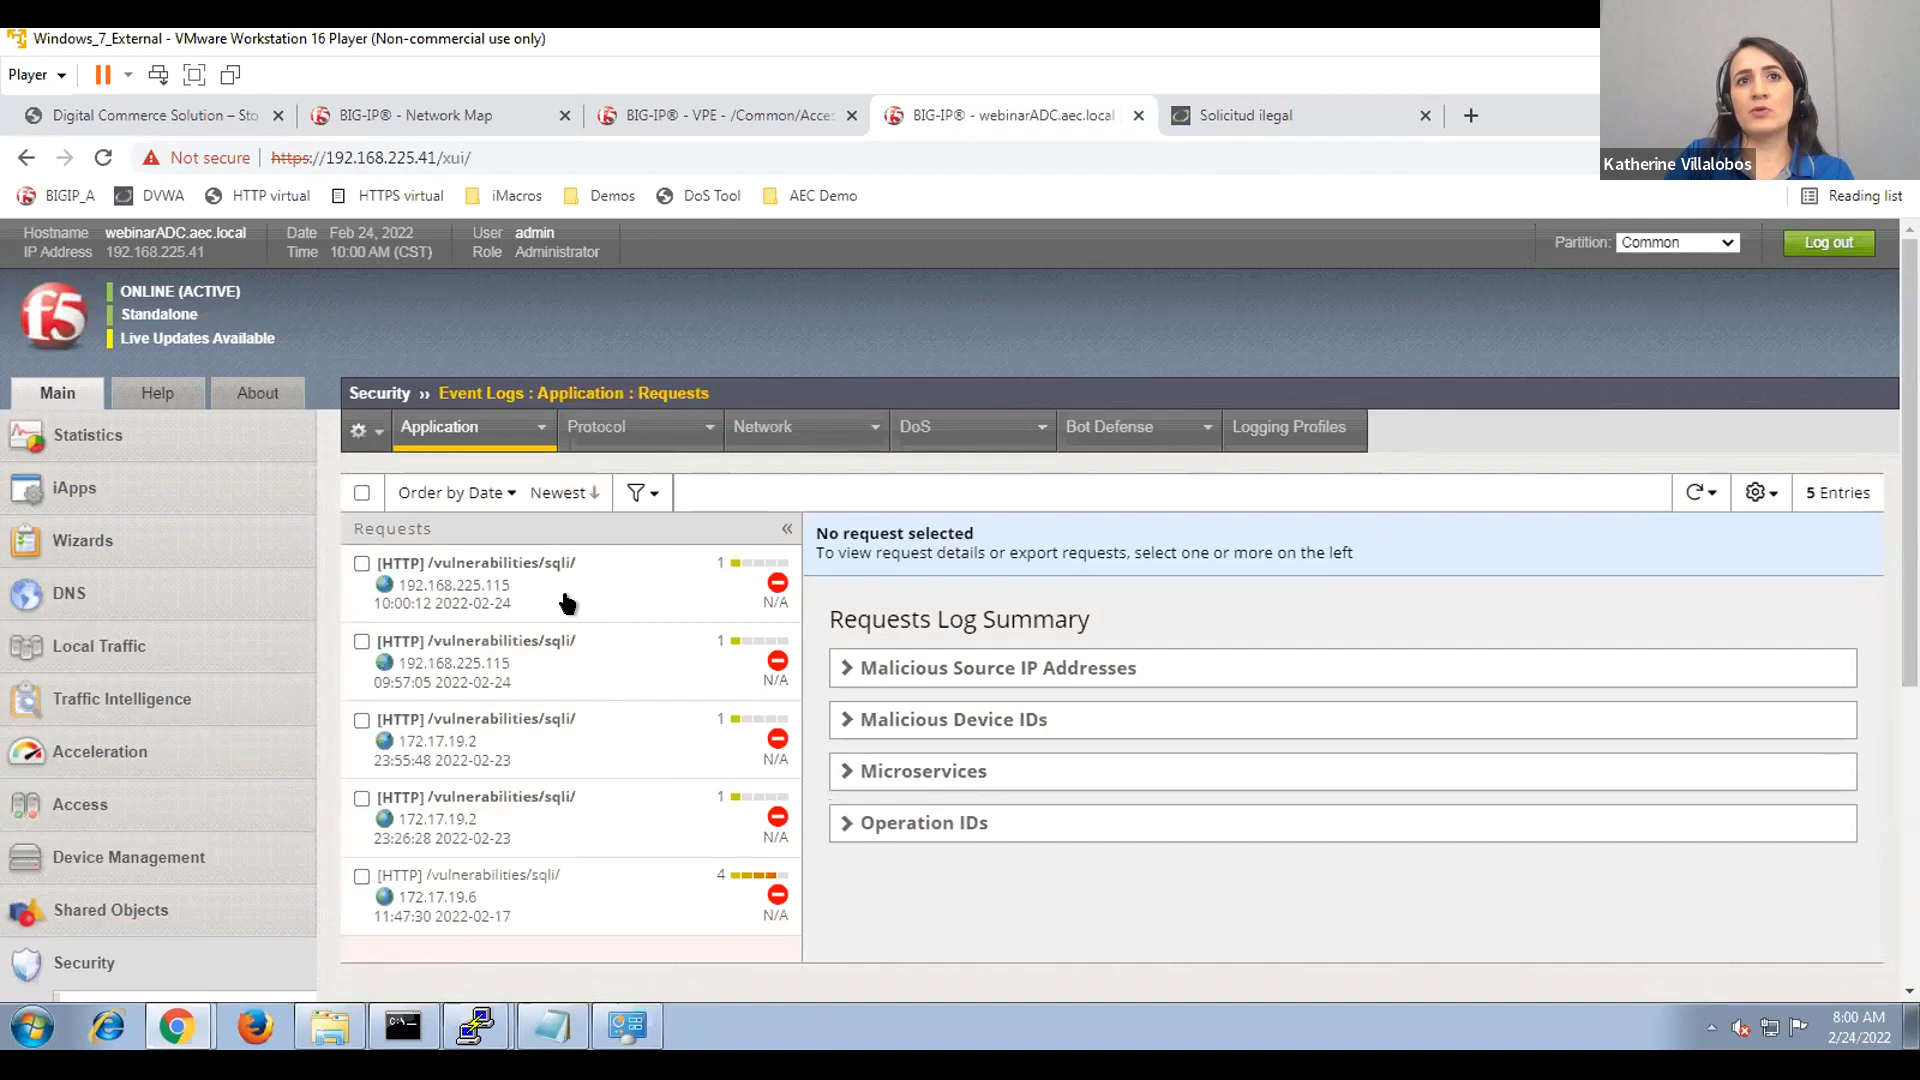 Windows_7_External - VMware Workstation 16 Player (Non-commercial use only)
Player
Digital Commerce Solution – Sto
BIG-IP® - Network Map
BIG-IP® - VPE - /Common/Acces
BIG-IP® - webinarADC.aec.local
Solicitud ilegal
Not secure
https://192.168.225.41/xui/
Katherine Villalobos
BIGIP_A
DVWA
HTTP virtual
HTTPS virtual
iMacros
Demos
DoS Tool
AEC Demo
Reading list
Hostname webinarADC.aec.local
IP Address 192.168.225.41
Date Feb 24, 2022
Time 10:00 AM (CST)
User admin
Role Administrator
Partition: Common
Log out
f5
ONLINE (ACTIVE)
Standalone
Live Updates Available
Main
Help
About
Security ›› Event Logs : Application : Requests
Application
Protocol
Network
DoS
Bot Defense
Logging Profiles
Statistics
iApps
Wizards
DNS
Local Traffic
Traffic Intelligence
Acceleration
Access
Device Management
Shared Objects
Security
Order by Date
Newest
5 Entries
Requests
[HTTP] /vulnerabilities/sqli/ 1
192.168.225.115
10:00:12 2022-02-24 N/A
[HTTP] /vulnerabilities/sqli/ 1
192.168.225.115
09:57:05 2022-02-24 N/A
[HTTP] /vulnerabilities/sqli/ 1
172.17.19.2
23:55:48 2022-02-23 N/A
[HTTP] /vulnerabilities/sqli/ 1
172.17.19.2
23:26:28 2022-02-23 N/A
[HTTP] /vulnerabilities/sqli/ 4
172.17.19.6
11:47:30 2022-02-17 N/A
No request selected
To view request details or export requests, select one or more on the left
Requests Log Summary
Malicious Source IP Addresses
Malicious Device IDs
Microservices
Operation IDs
8:00 AM
2/24/2022